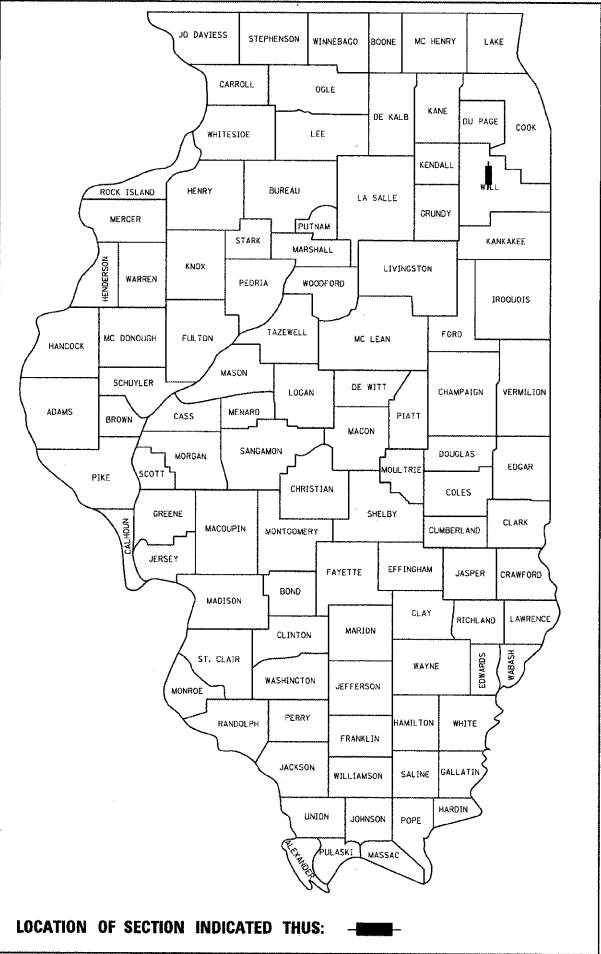 JO DAVIESS
STEPHENSON
WINNEBAGO
BOONE
MC HENRY
LAKE
CARROLL
OGLE
DE KALB
KANE
DU PAGE
COOK
WHITESIDE
LEE
KENDALL
WILL
ROCK ISLAND
HENRY
BUREAU
LA SALLE
GRUNDY
MERCER
PUTNAM
KANKAKEE
HENDERSON
WARREN
KNOX
STARK
MARSHALL
LIVINGSTON
PEORIA
WOODFORD
IROQUOIS
HANDOCK
MC DONOUGH
FULTON
TAZEWELL
MC LEAN
FORD
SCHUYLER
MASON
LOGAN
DE WITT
CHAMPAIGN
VERMILION
ADAMS
BROWN
CASS
MENARD
MACON
PIATT
MORGAN
SANGAMON
DOUGLAS
EDGAR
PIKE
SCOTT
CHRISTIAN
MOULTRIE
COLES
GREENE
MACOUPIN
MONTGOMERY
SHELBY
CUMBERLAND
CLARK
CALHOUN
JERSEY
FAYETTE
EFFINGHAM
JASPER
CRAWFORD
MADISON
BOND
CLAY
RICHLAND
LAWRENCE
CLINTON
MARION
ST. CLAIR
WAYNE
EDWARDS
WABASH
WASHINGTON
JEFFERSON
MONROE
RANDOLPH
PERRY
HAMILTON
WHITE
FRANKLIN
JACKSON
WILLIAMSON
SALINE
GALLATIN
UNION
JOHNSON
POPE
HARDIN
ALEXANDER
PULASKI
MASSAC
LOCATION OF SECTION INDICATED THUS: